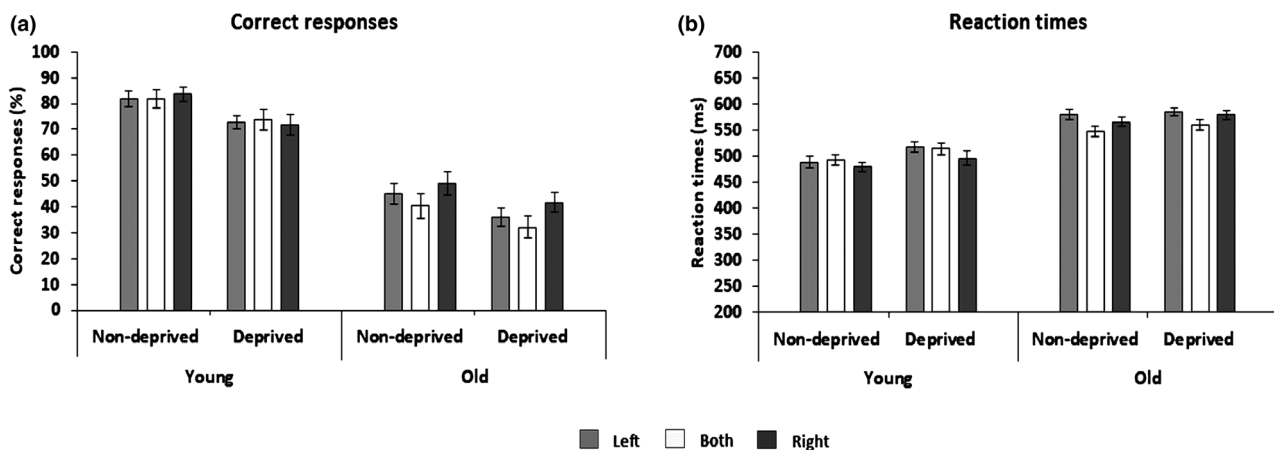 (a)
Correct responses
Correct responses (%)
100
90
80
70
60
50
40
30
20
10
0
Non-deprived Deprived Non-deprived Deprived
Young Old
(b)
Reaction times
Reaction times (ms)
700
650
600
550
500
450
400
350
300
250
200
Non-deprived Deprived Non-deprived Deprived
Young Old
Left Both Right